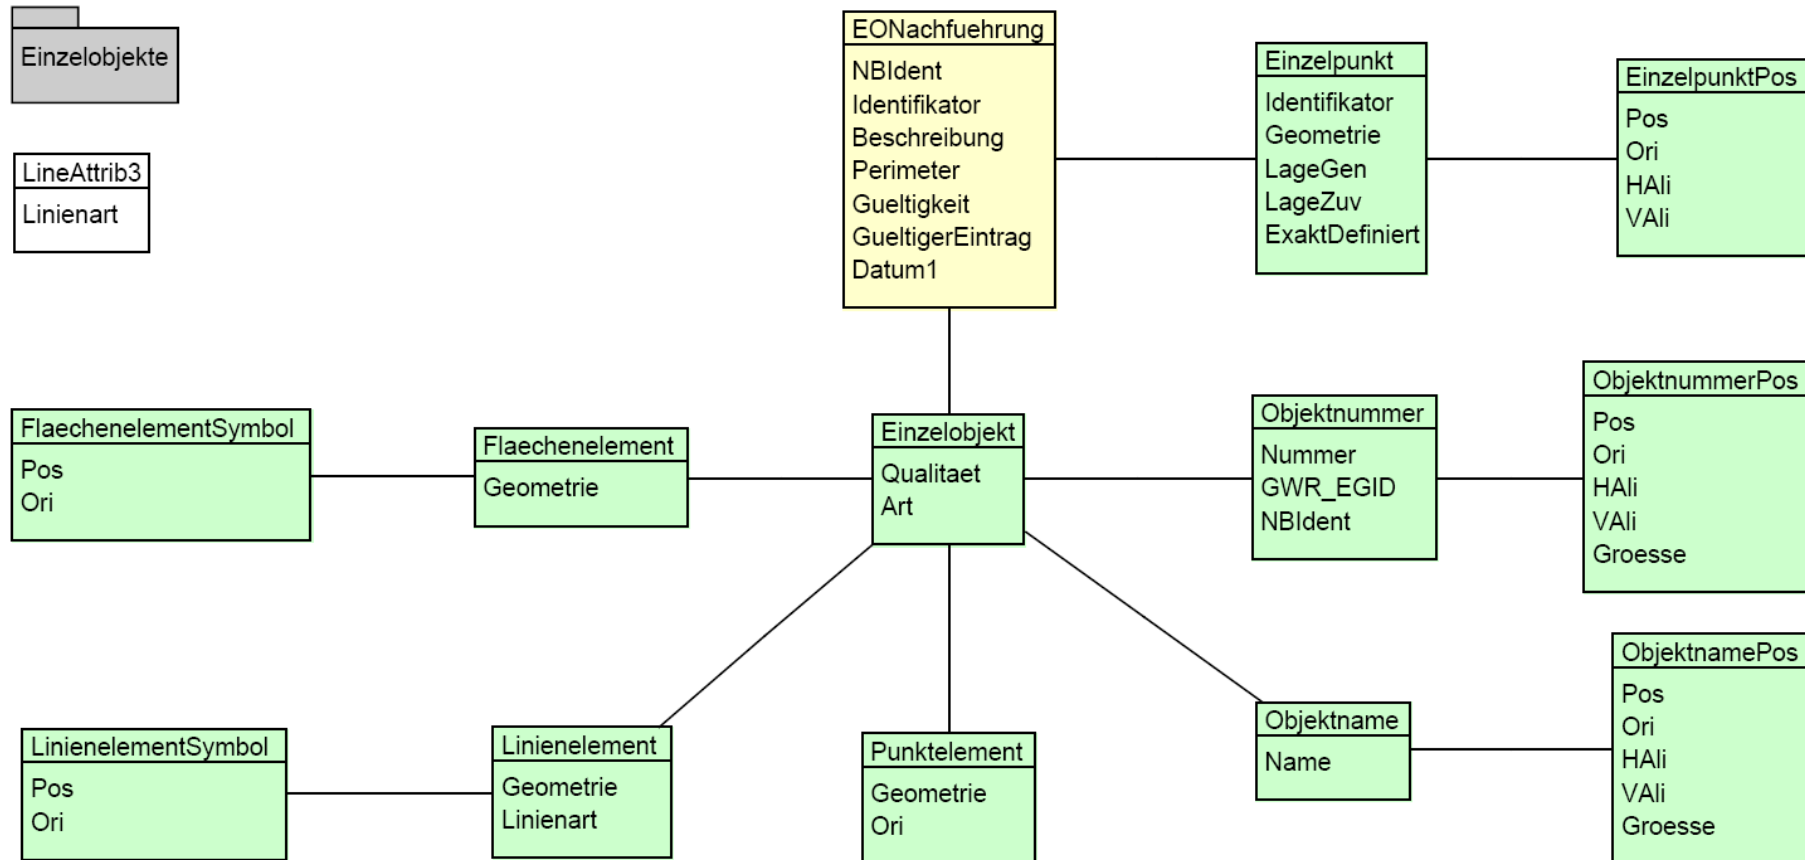 Einzelobjekte
LineAttrib3
Linienart
EONachfuehrung
NBIdent
Identifikator
Beschreibung
Perimeter
Gueltigkeit
GueltigerEintrag
Datum1
Einzelpunkt
Identifikator
Geometrie
LageGen
LageZuv
ExaktDefiniert
EinzelpunktPos
Pos
Ori
HAli
VAli
FlaechenelementSymbol
Pos
Ori
Flaechenelement
Geometrie
Einzelobjekt
Qualitaet
Art
Objektnummer
Nummer
GWR_EGID
NBIdent
ObjektnummerPos
Pos
Ori
HAli
VAli
Groesse
LinienelementSymbol
Pos
Ori
Linienelement
Geometrie
Linienart
Punktelement
Geometrie
Ori
Objektname
Name
ObjektnamePos
Pos
Ori
HAli
VAli
Groesse